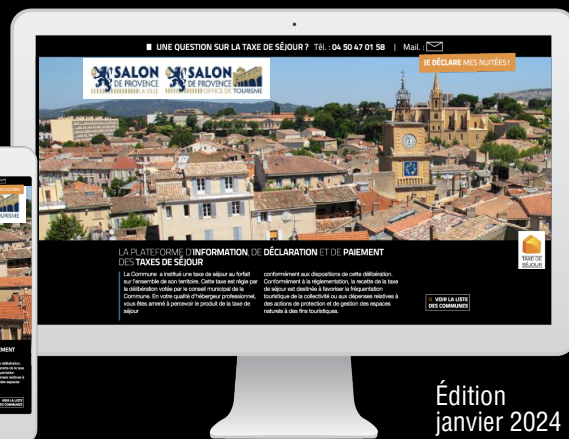 UNE QUESTION SUR LA TAXE DE SÉJOUR ? Tél. : 04 50 47 01 58 | Mail. :
JE DÉCLARE MES NUITÉES !
SALON
DE PROVENCE
LA VILLE
SALON
DE PROVENCE
OFFICE DE TOURISME
LA PLATEFORME D'INFORMATION, DE DÉCLARATION ET DE PAIEMENT
DES TAXES DE SÉJOUR
La Commune a institué une taxe de séjour au forfait
sur l'ensemble de son territoire. Cette taxe est régie par
la délibération votée par le conseil municipal de la
Commune. En votre qualité d'hébergeur professionnel,
vous êtes amené à percevoir le produit de la taxe de
séjour
conformément aux dispositions de cette délibération.
Conformément à la réglementation, la recette de la taxe
de séjour est destinée à favoriser la fréquentation
touristique de la collectivité ou aux dépenses relatives à
des actions de protection et de gestion des espaces
naturels à des fins touristiques.
TAXE DE
SÉJOUR
VOIR LA LISTE
DES COMMUNES
Édition
janvier 2024